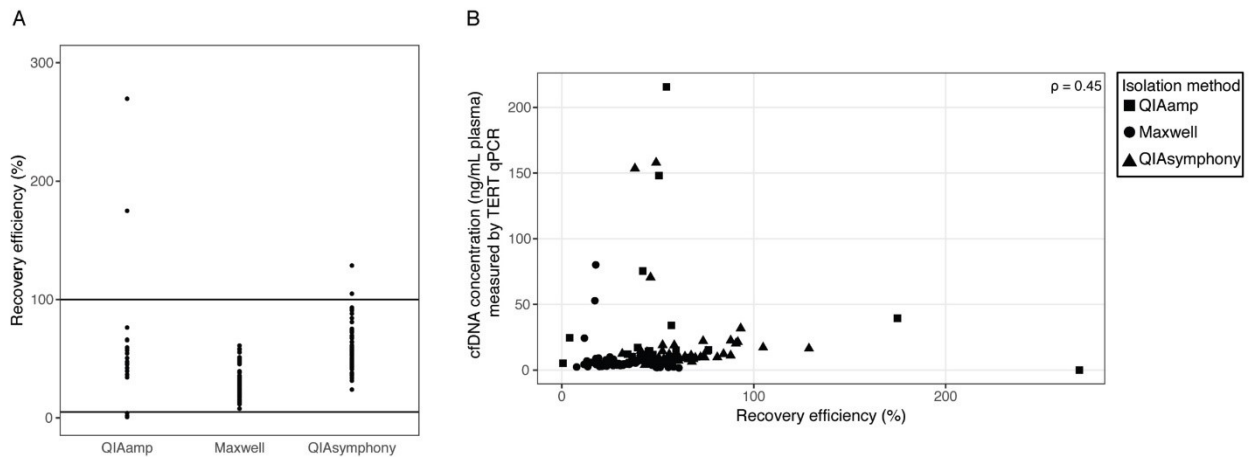 A
Recovery efficiency (%)
300
200
100
0
QIAamp Maxwell QIAsymphony
B
cfDNA concentration (ng/mL plasma)
measured by TERT qPCR
200
150
100
50
0
0 100 200
Recovery efficiency (%)
ρ = 0.45
Isolation method
QIAamp
Maxwell
QIAsymphony